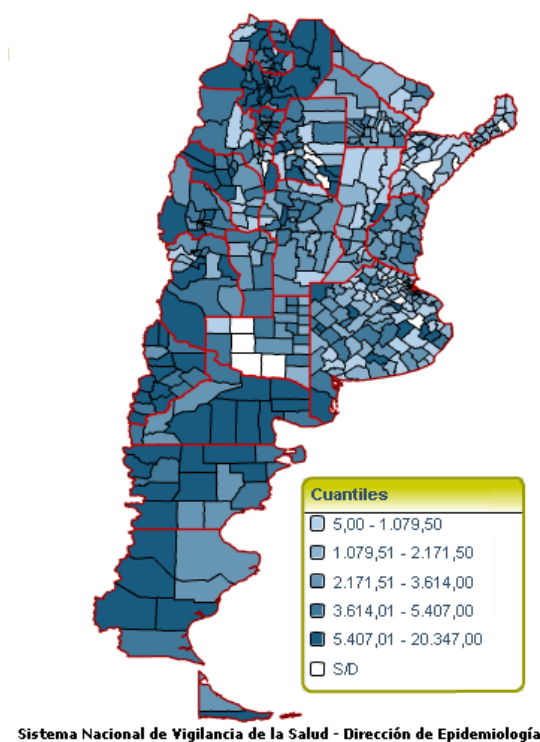 Cuantiles
5,00 - 1.079,50
1.079,51 - 2.171,50
2.171,51 - 3.614,00
3.614,01 - 5.407,00
5.407,01 - 20.347,00
S/D
Sistema Nacional de Vigilancia de la Salud - Dirección de Epidemiología